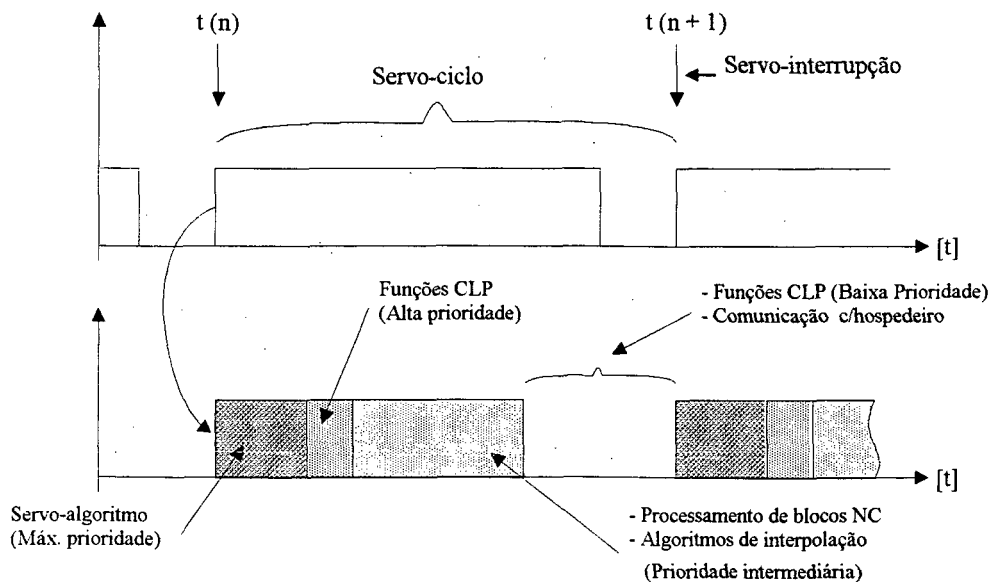 t (n)
t (n + 1)
Servo-ciclo
Servo-interrupção
[t]
Funções CLP
(Alta prioridade)
- Funções CLP (Baixa Prioridade)
- Comunicação c/hospedeiro
[t]
Servo-algoritmo
(Máx. prioridade)
- Processamento de blocos NC
- Algoritmos de interpolação
(Prioridade intermediária)